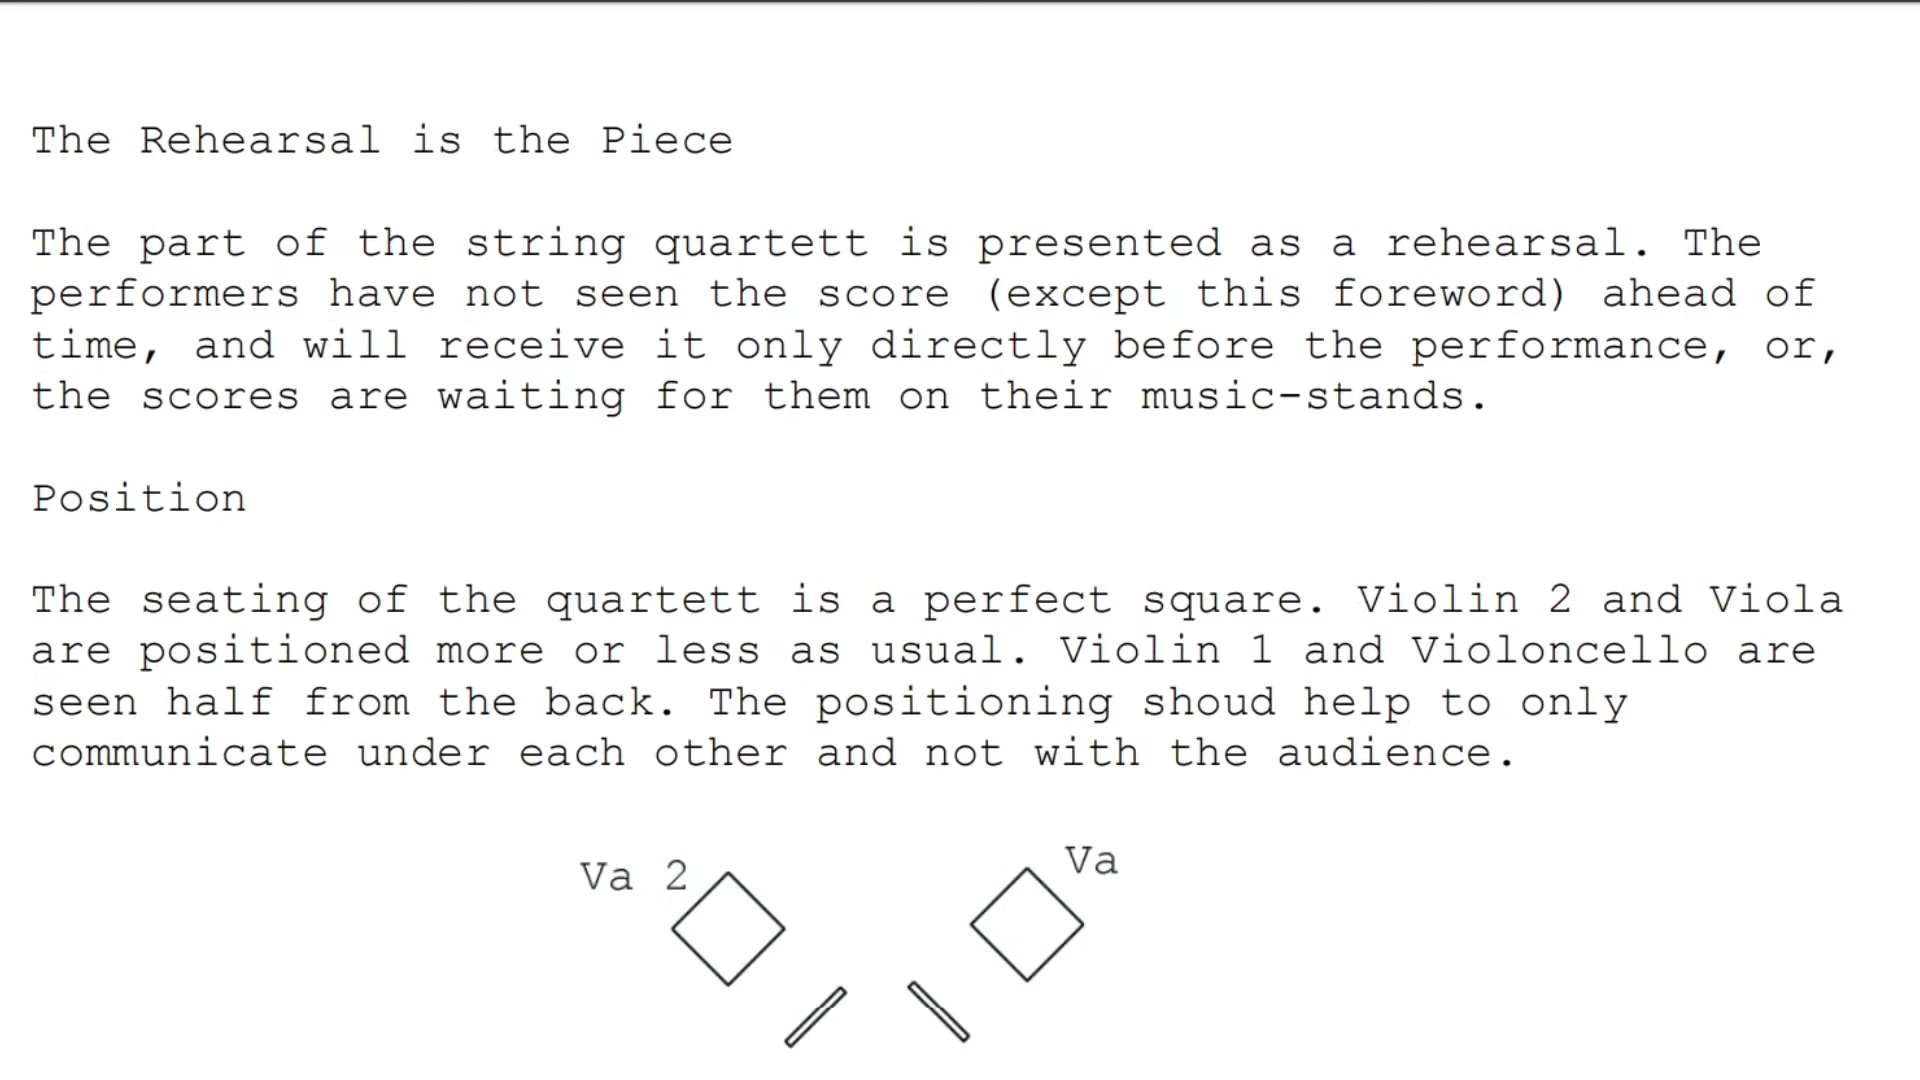 The Rehearsal is the Piece
The part of the string quartett is presented as a rehearsal. The
performers have not seen the score (except this foreword) ahead of
time, and will receive it only directly before the performance, or,
the scores are waiting for them on their music-stands.
Position
The seating of the quartett is a perfect square. Violin 2 and Viola
are positioned more or less as usual. Violin 1 and Violoncello are
seen half from the back. The positioning shoud help to only
communicate under each other and not with the audience.
Va 2
Va